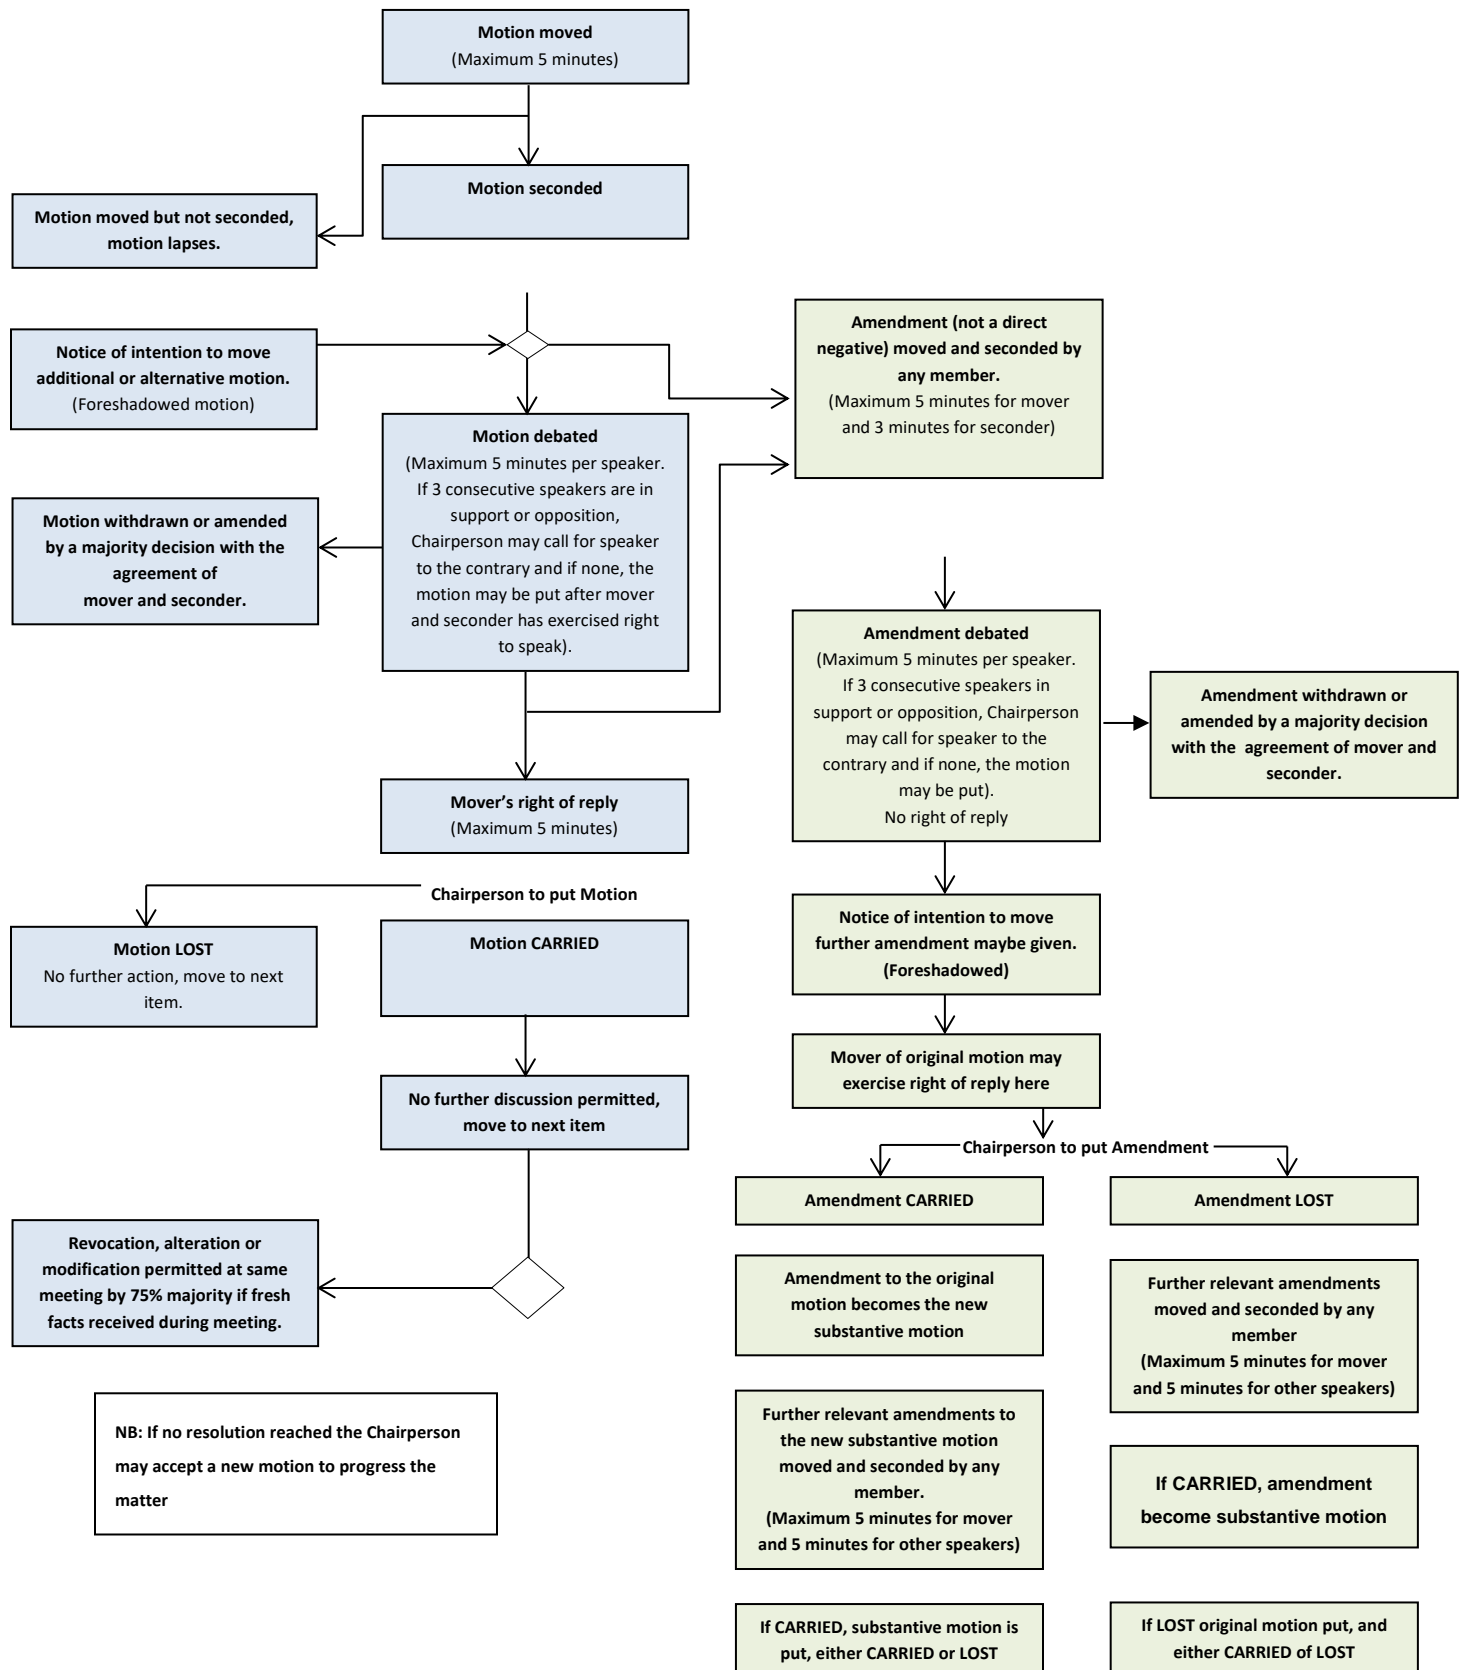 Motion moved
(Maximum 5 minutes)
Motion seconded
Motion moved but not seconded,
motion lapses.
Notice of intention to move
additional or alternative motion.
(Foreshadowed motion)
Amendment (not a direct
negative) moved and seconded by
any member.
(Maximum 5 minutes for mover
and 3 minutes for seconder)
Motion debated
(Maximum 5 minutes per speaker.
If 3 consecutive speakers are in
support or opposition,
Chairperson may call for speaker
to the contrary and if none, the
motion may be put after mover
and seconder has exercised right
to speak).
Motion withdrawn or amended
by a majority decision with the
agreement of
mover and seconder.
Amendment debated
(Maximum 5 minutes per speaker.
If 3 consecutive speakers in
support or opposition, Chairperson
may call for speaker to the
contrary and if none, the motion
may be put).
No right of reply
Amendment withdrawn or
amended by a majority decision
with the  agreement of mover and
seconder.
Mover’s right of reply
(Maximum 5 minutes)
Chairperson to put Motion
Motion LOST
No further action, move to next
item.
Motion CARRIED
Notice of intention to move
further amendment maybe given.
(Foreshadowed)
Mover of original motion may
exercise right of reply here
No further discussion permitted,
move to next item
Chairperson to put Amendment
Amendment CARRIED
Amendment LOST
Revocation, alteration or
modification permitted at same
meeting by 75% majority if fresh
facts received during meeting.
Amendment to the original
motion becomes the new
substantive motion
Further relevant amendments
moved and seconded by any
member
(Maximum 5 minutes for mover
and 5 minutes for other speakers)
NB: If no resolution reached the Chairperson
may accept a new motion to progress the
matter
Further relevant amendments to
the new substantive motion
moved and seconded by any
member.
(Maximum 5 minutes for mover
and 5 minutes for other speakers)
If CARRIED, amendment
become substantive motion
If CARRIED, substantive motion is
put, either CARRIED or LOST
If LOST original motion put, and
either CARRIED of LOST